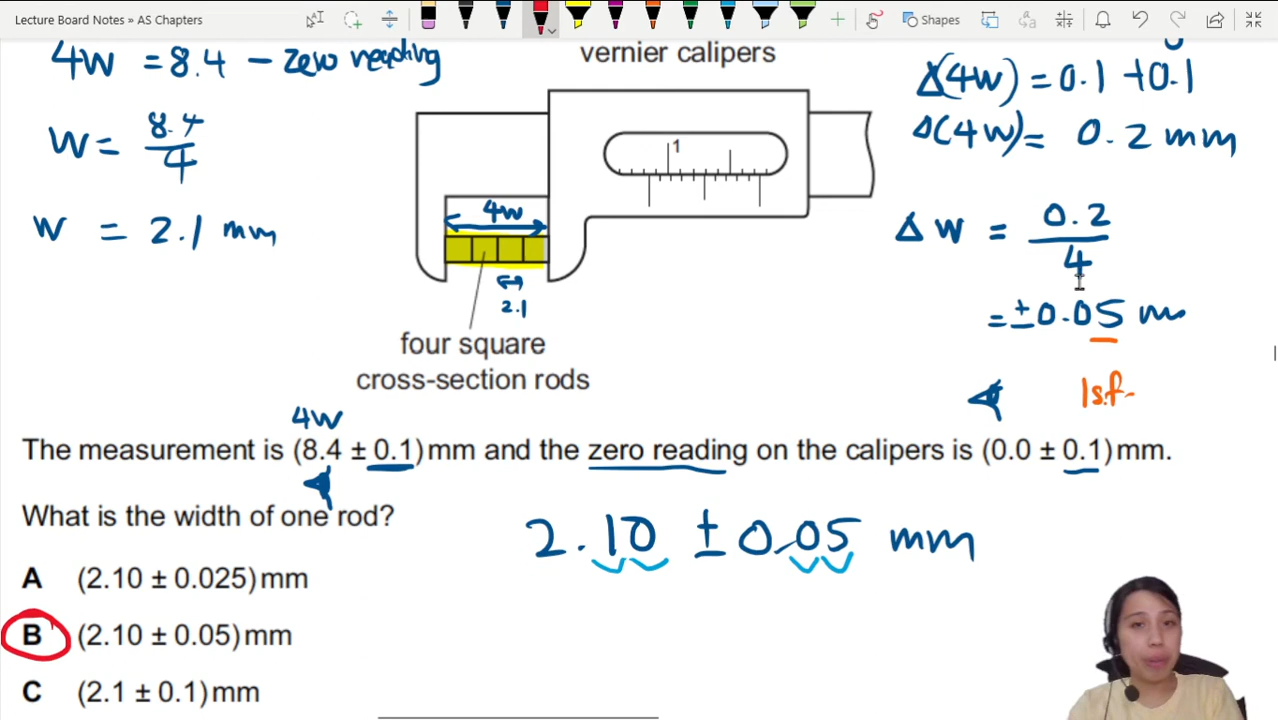 Lecture Board Notes » AS Chapters
Shapes
4W = 8.4 - zero reading
W = 8.4/4
W = 2.1 mm
vernier calipers
1
4W
2.1
four square
cross-section rods
Δ(4W) = 0.1 + 0.1
Δ(4W) = 0.2 mm
ΔW = 0.2/4
= ±0.05 m
1s.f.
4W
The measurement is (8.4 ± 0.1) mm and the zero reading on the calipers is (0.0 ± 0.1) mm.
What is the width of one rod?
2.10 ± 0.05 mm
A (2.10 ± 0.025) mm
B (2.10 ± 0.05) mm
C (2.1 ± 0.1) mm